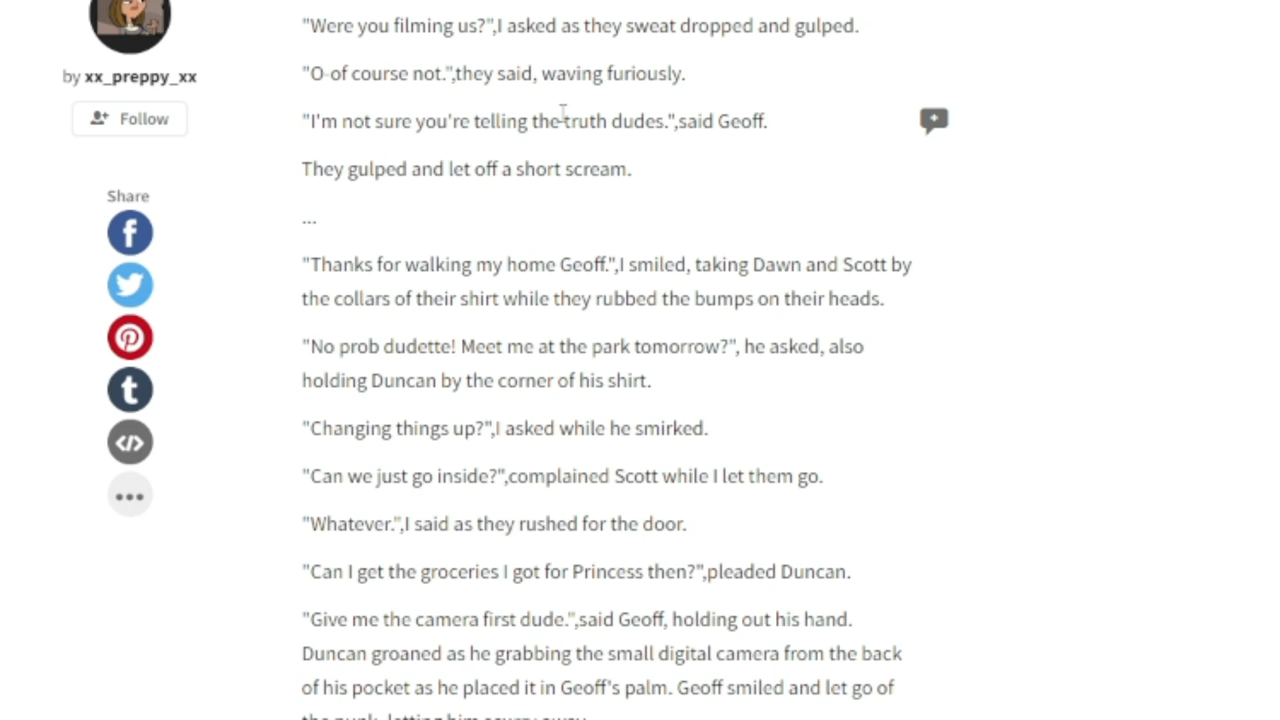 "Were you filming us?",I asked as they sweat dropped and gulped.
by xx_preppy_xx
"O-of course not.",they said, waving furiously.
Follow
"I'm not sure you're telling the truth dudes.",said Geoff.
They gulped and let off a short scream.
Share
...
"Thanks for walking my home Geoff.",I smiled, taking Dawn and Scott by
the collars of their shirt while they rubbed the bumps on their heads.
"No prob dudette! Meet me at the park tomorrow?", he asked, also
holding Duncan by the corner of his shirt.
"Changing things up?",I asked while he smirked.
"Can we just go inside?",complained Scott while I let them go.
"Whatever.",I said as they rushed for the door.
"Can I get the groceries I got for Princess then?",pleaded Duncan.
"Give me the camera first dude.",said Geoff, holding out his hand.
Duncan groaned as he grabbing the small digital camera from the back
of his pocket as he placed it in Geoff's palm. Geoff smiled and let go of
the punk, letting him scurry away.